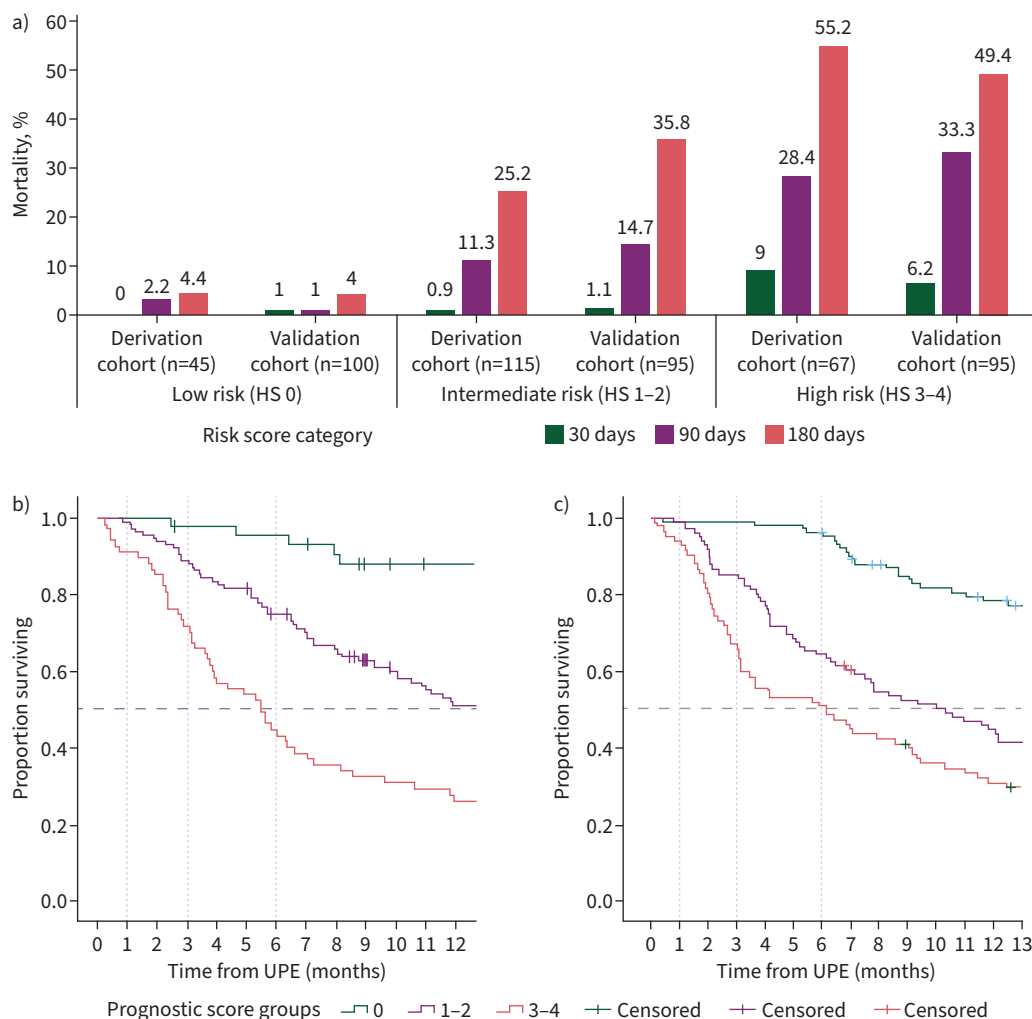 a)
Mortality, %
60
50
40
30
20
10
0
0 2.2 4.4
1 1 4
0.9 11.3 25.2
1.1 14.7 35.8
9 28.4 55.2
6.2 33.3 49.4
Derivation cohort (n=45)
Validation cohort (n=100)
Derivation cohort (n=115)
Validation cohort (n=95)
Derivation cohort (n=67)
Validation cohort (n=95)
Low risk (HS 0)
Intermediate risk (HS 1–2)
High risk (HS 3–4)
Risk score category
30 days 90 days 180 days
b)
Proportion surviving
1.0
0.8
0.6
0.4
0.2
0.0
0 1 2 3 4 5 6 7 8 9 10 11 12
Time from UPE (months)
c)
Proportion surviving
1.0
0.8
0.6
0.4
0.2
0.0
0 1 2 3 4 5 6 7 8 9 10 11 12 13
Time from UPE (months)
Prognostic score groups 0 1–2 3–4 Censored Censored Censored